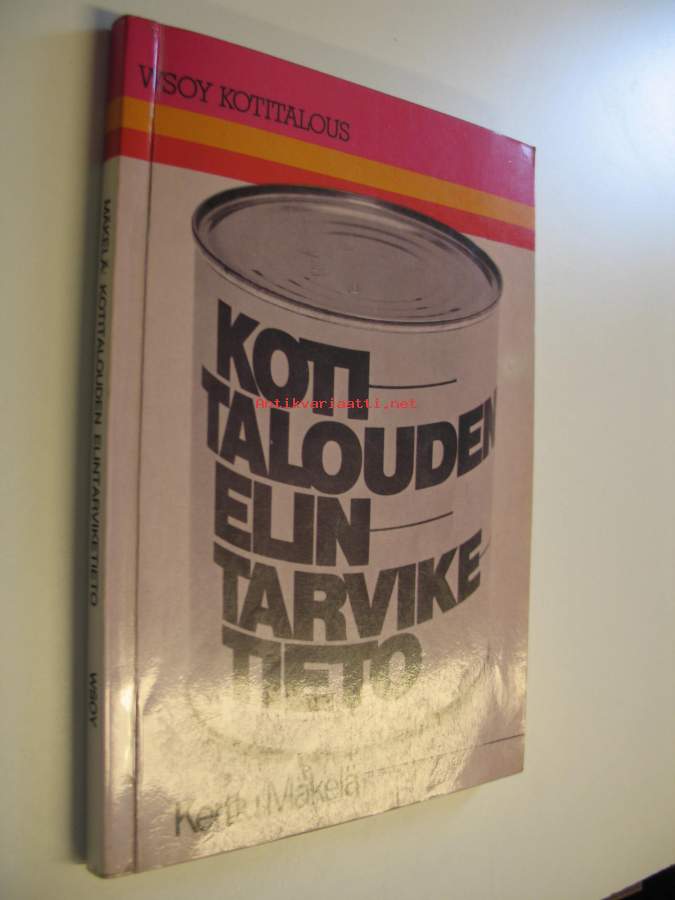 WSOY KOTITALOUS
KOTI
TALOUDEN
ELIN
TARVIKE
TIETO
Kerttu Mäkelä
MÄKELÄ: KOTITALOUDEN ELINTARVIKETIETO WSOY
Antikvariaatti.net